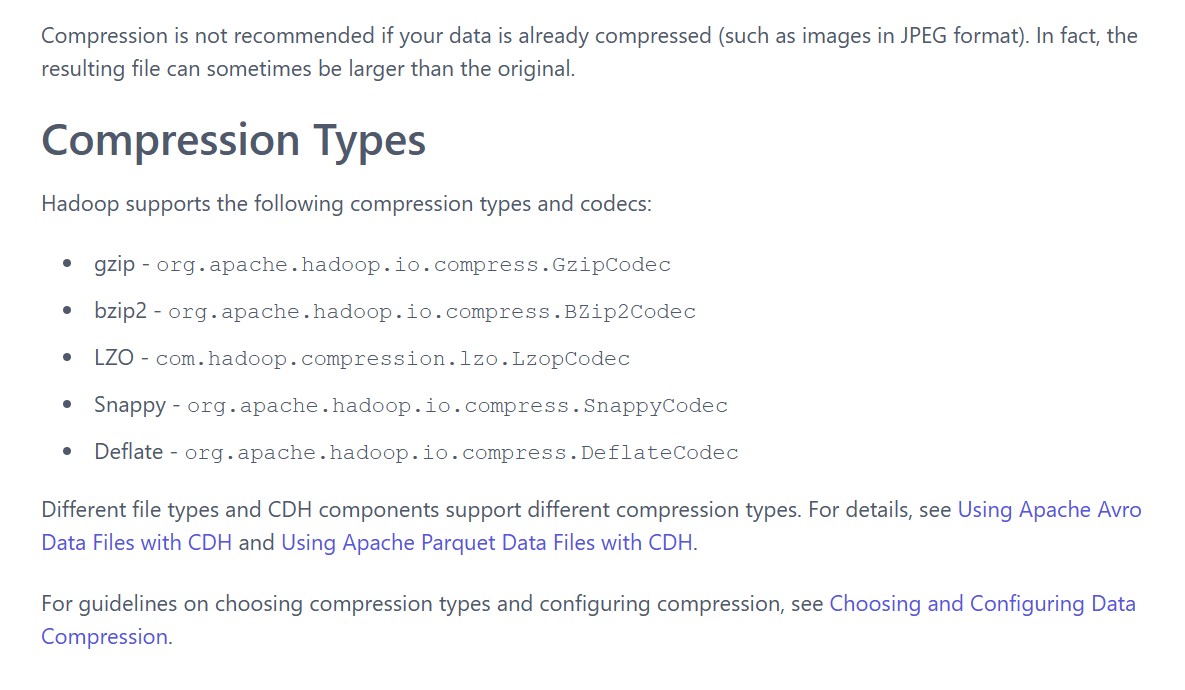 Compression is not recommended if your data is already compressed (such as images in JPEG format). In fact, the
resulting file can sometimes be larger than the original.
Compression Types
Hadoop supports the following compression types and codecs:
• gzip - org.apache.hadoop.io.compress.GzipCodec
• bzip2 - org.apache.hadoop.io.compress.BZip2Codec
• LZO - com.hadoop.compression.lzo.LzopCodec
• Snappy - org.apache.hadoop.io.compress.SnappyCodec
• Deflate - org.apache.hadoop.io.compress.DeflateCodec
Different file types and CDH components support different compression types. For details, see Using Apache Avro
Data Files with CDH and Using Apache Parquet Data Files with CDH.
For guidelines on choosing compression types and configuring compression, see Choosing and Configuring Data
Compression.